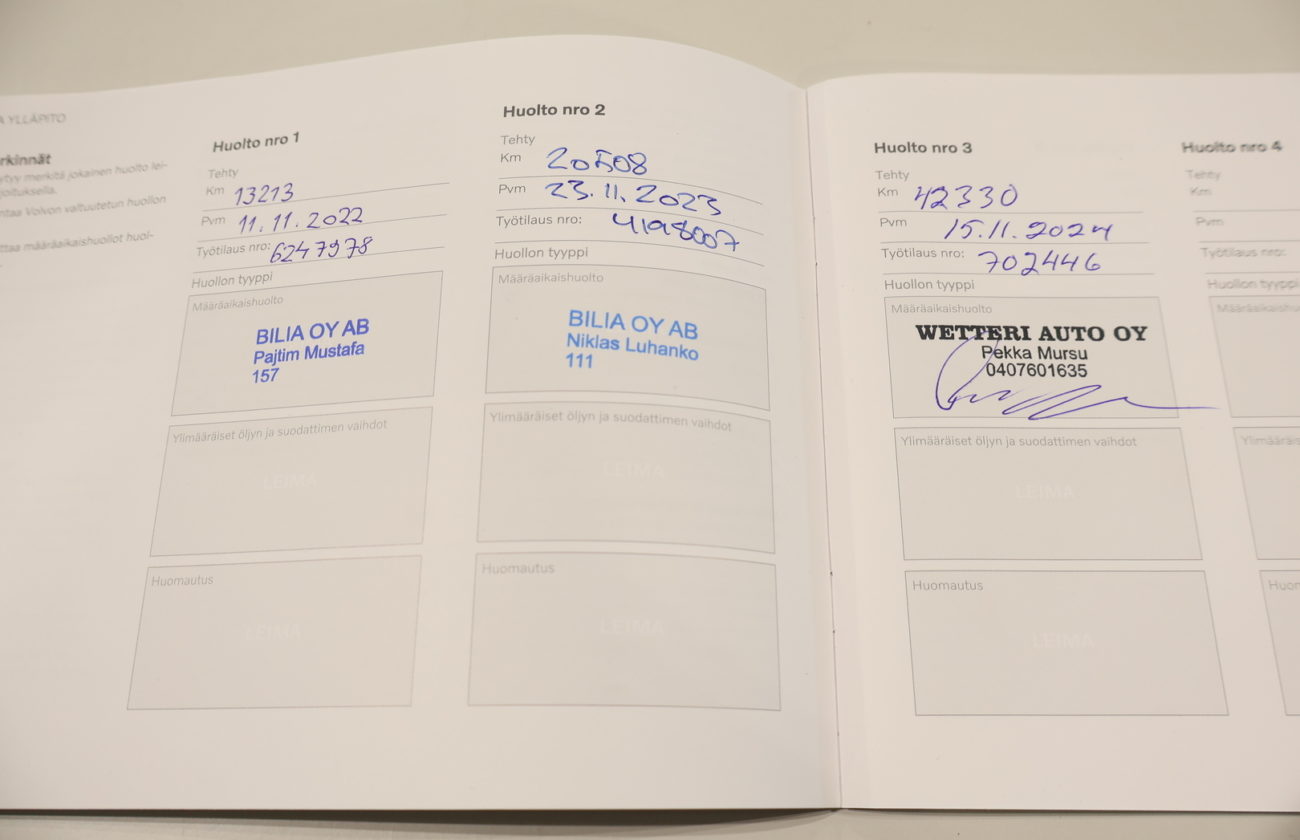 A YLLÄPITO
rkinnät
ytyy merkitä jokainen huolto lei-
joituksella.
ntaa Volvon valtuutetun huollon
ttaa määräaikaishuollot huol-
Huolto nro 1
Tehty
Km 13213
Pvm 11.11.2022
Työtilaus nro: 6247978
Huollon tyyppi
Määräaikaishuolto
BILIA OY AB
Pajtim Mustafa
157
Ylimääräiset öljyn ja suodattimen vaihdot
LEIMA
Huomautus
LEIMA
Huolto nro 2
Tehty
Km 20508
Pvm 23.11.2023
Työtilaus nro: 4198007
Huollon tyyppi
Määräaikaishuolto
BILIA OY AB
Niklas Luhanko
111
Ylimääräiset öljyn ja suodattimen vaihdot
LEIMA
Huomautus
LEIMA
Huolto nro 3
Tehty
Km 42330
Pvm 15.11.2024
Työtilaus nro: 702446
Huollon tyyppi
Määräaikaishuolto
WETTERI AUTO OY
Pekka Mursu
0407601635
Ylimääräiset öljyn ja suodattimen vaihdot
LEIMA
Huomautus
LEIMA
Huolto nro 4
Tehty
Km
Pvm
Työtilaus nro:
Huollon tyyppi
Määräaikaishu
Ylimääräis
Huom